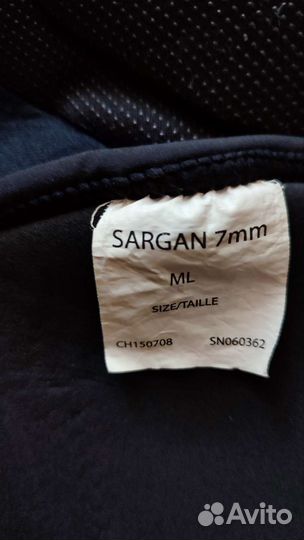 SARGAN 7mm
ML
SIZE/TAILLE
CH150708 SN060362
Avito